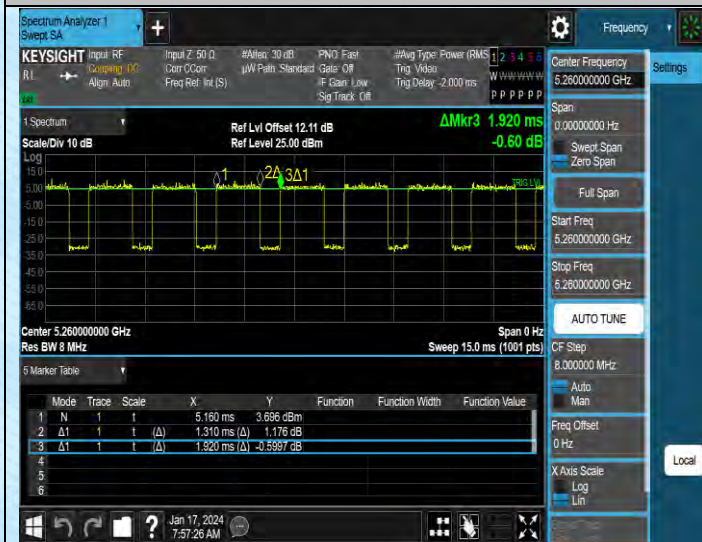 Spectrum Analyzer 1
Swept SA
+
Frequency
KEYSIGHT Input: RF Input Z: 50 Ω #Atten: 30 dB PNO: Fast #Avg Type: Power (RMS 1 2 3 4 5 6
RL Coupling: DC Corr CCorr µW Path: Standard Gate: Off Trig: Video W W W W W W
Align: Auto Freq Ref: Int (S) IF Gain: Low Trig Delay: -2.000 ms P P P P P P
Sig Track: Off
1 Spectrum
ΔMkr3 1.920 ms
Ref Lvl Offset 12.11 dB
Scale/Div 10 dB Ref Level 25.00 dBm -0.60 dB
Log
15.0
1 2Δ 3Δ1
TRIG LVL
5.00
-5.00
-15.0
-25.0
-35.0
-45.0
-55.0
-65.0
Center 5.260000000 GHz Span 0 Hz
Res BW 8 MHz Sweep 15.0 ms (1001 pts)
5 Marker Table
Mode Trace Scale X Y Function Function Width Function Value
1 N 1 t 5.160 ms 3.696 dBm
2 Δ1 1 t (Δ) 1.310 ms (Δ) 1.176 dB
3 Δ1 1 t (Δ) 1.920 ms (Δ) -0.5997 dB
4
5
6
Jan 17, 2024
7:57:26 AM
?
Center Frequency
5.260000000 GHz
Settings
Span
0.00000000 Hz
Swept Span
Zero Span
Full Span
Start Freq
5.260000000 GHz
Stop Freq
5.260000000 GHz
AUTO TUNE
CF Step
8.000000 MHz
Auto
Man
Freq Offset
0 Hz
Local
X Axis Scale
Log
Lin